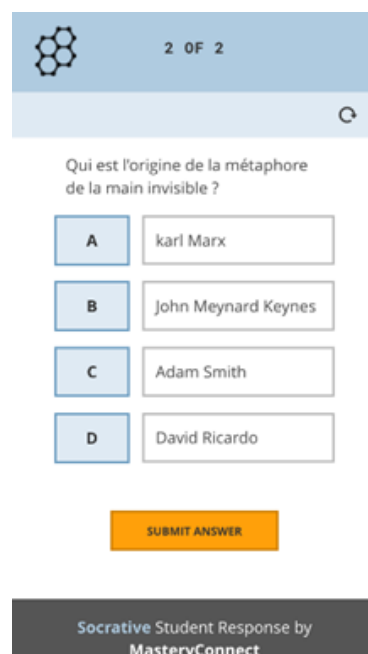 2 OF 2
Qui est l'origine de la métaphore
de la main invisible ?
A
karl Marx
B
John Meynard Keynes
C
Adam Smith
D
David Ricardo
SUBMIT ANSWER
Socrative Student Response by
MasteryConnect